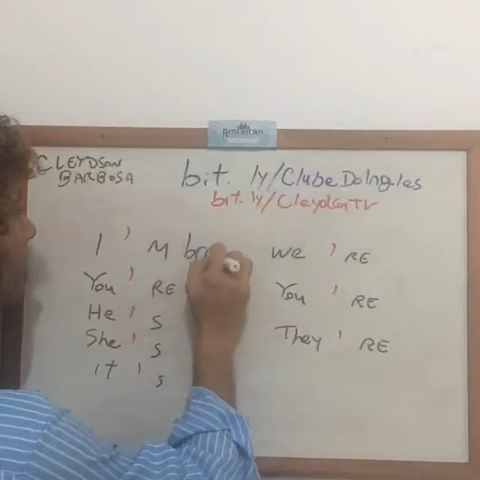 AMERICAN
CLEYDSON
BARBOSA
bit. ly/ClubeDoIngles
bit. ly/CleydsonTV
I ' M br
You ' RE
He ' s
She ' s
it ' s
We ' RE
You ' RE
They ' RE